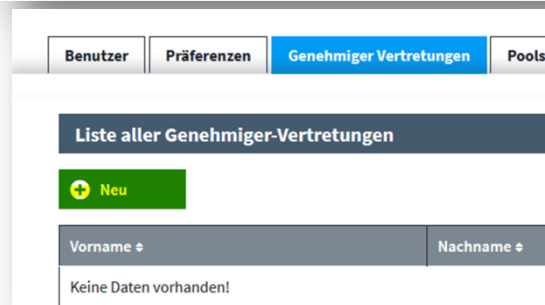 Benutzer Präferenzen Genehmiger Vertretungen Pools
Liste aller Genehmiger-Vertretungen
Neu
Vorname Nachname
Keine Daten vorhanden!